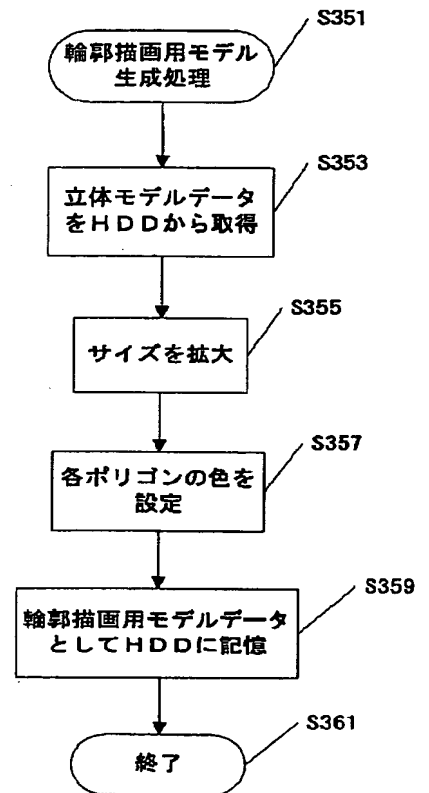 S351
輪郭描画用モデル
生成処理
S353
立体モデルデータ
をＨＤＤから取得
S355
サイズを拡大
S357
各ポリゴンの色を
設定
S359
輪郭描画用モデルデータ
としてＨＤＤに記憶
S361
終了